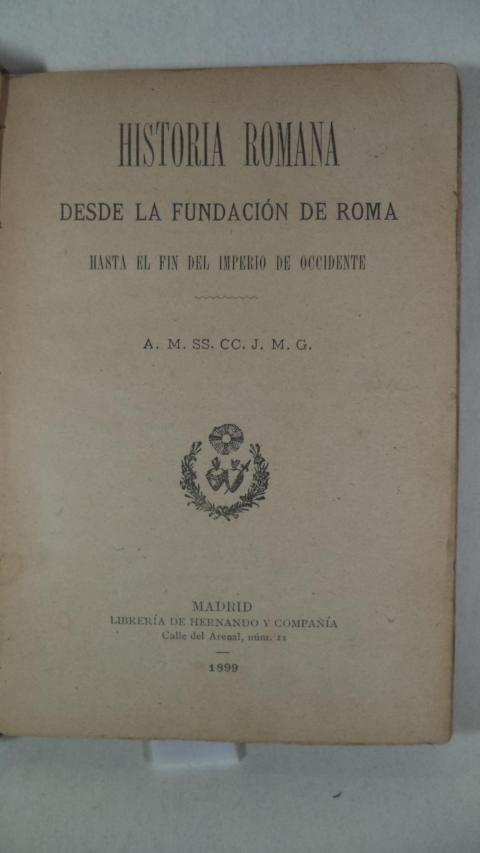 HISTORIA ROMANA
DESDE LA FUNDACIÓN DE ROMA
HASTA EL FIN DEL IMPERIO DE OCCIDENTE
A. M. SS. CC. J. M. G.
MADRID
LIBRERÍA DE HERNANDO Y COMPAÑÍA
Calle del Arenal, núm. 11
1899